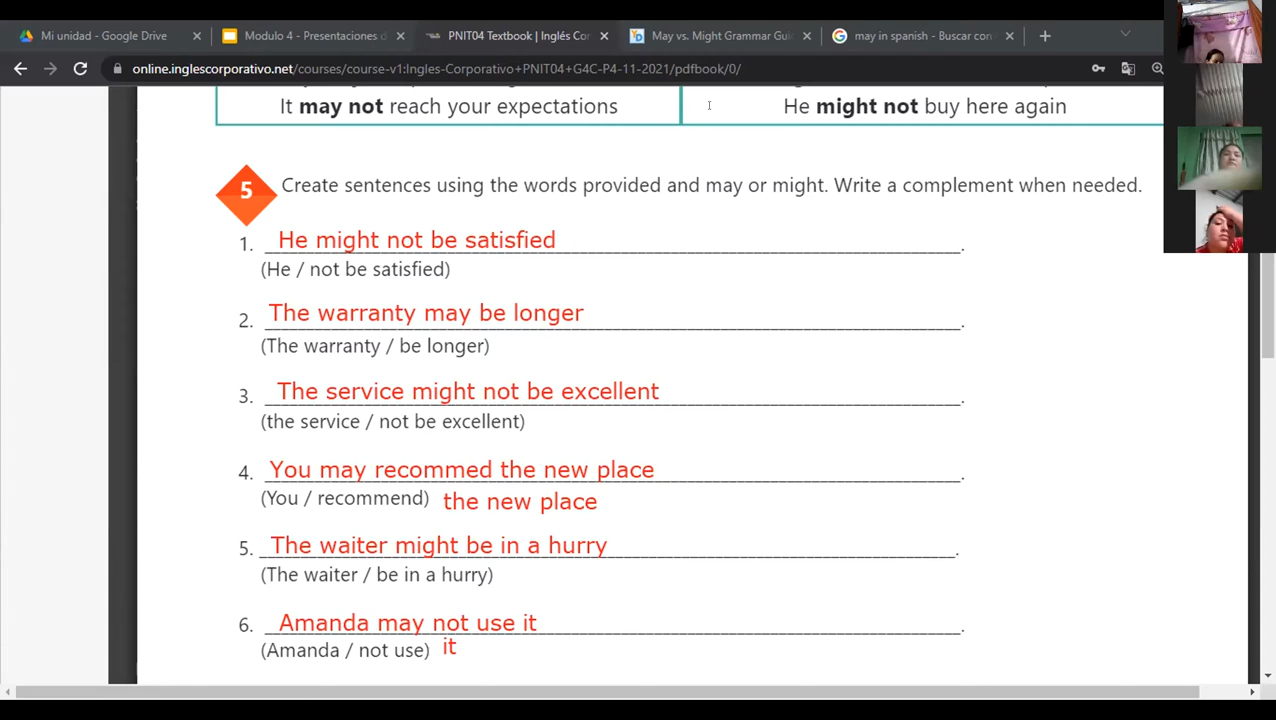 Mi unidad - Google Drive
Modulo 4 - Presentaciones d
PNIT04 Textbook | Inglés Cor
May vs. Might Grammar Gui
may in spanish - Buscar con
online.inglescorporativo.net/courses/course-v1:Ingles-Corporativo+PNIT04+G4C-P4-11-2021/pdfbook/0/
It may not reach your expectations
He might not buy here again
5
Create sentences using the words provided and may or might. Write a complement when needed.
1. He might not be satisfied.
(He / not be satisfied)
2. The warranty may be longer.
(The warranty / be longer)
3. The service might not be excellent.
(the service / not be excellent)
4. You may recommed the new place.
(You / recommend) the new place
5. The waiter might be in a hurry.
(The waiter / be in a hurry)
6. Amanda may not use it.
(Amanda / not use) it